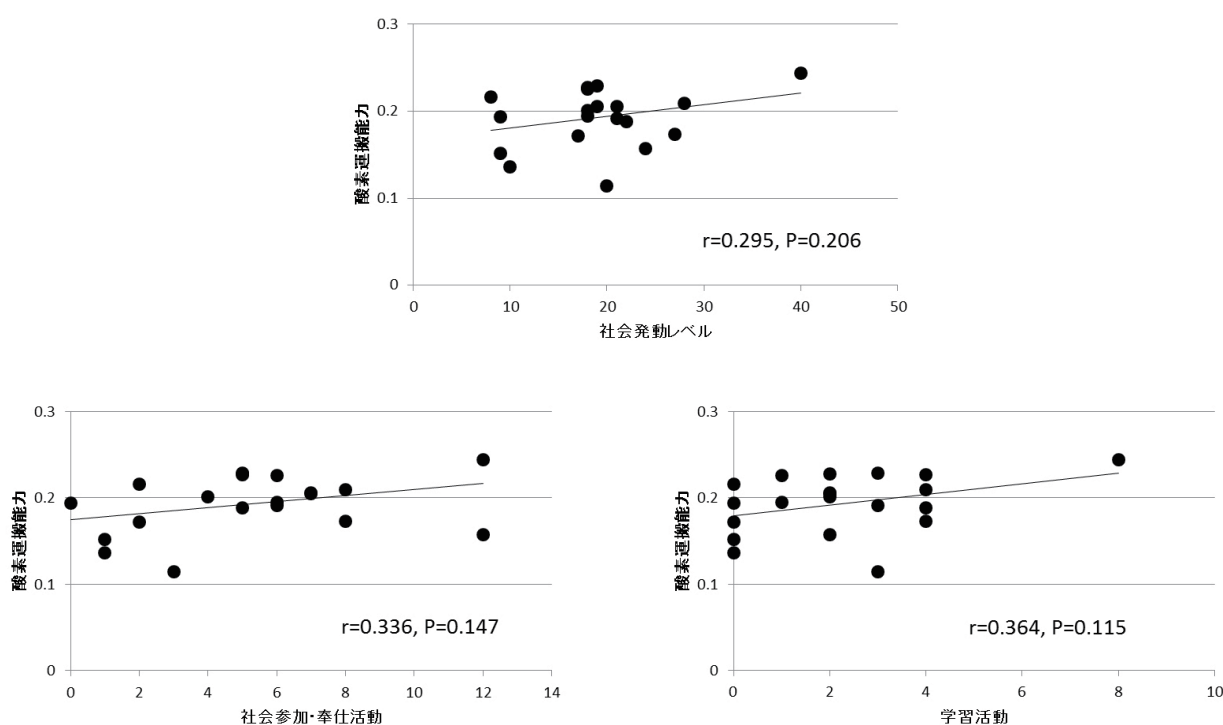 0.3
0.2
0.1
0
酸素運搬能力
r=0.295, P=0.206
0 10 20 30 40 50
社会発動レベル
0.3
0.2
0.1
0
酸素運搬能力
r=0.336, P=0.147
0 2 4 6 8 10 12 14
社会参加・奉仕活動
0.3
0.2
0.1
0
酸素運搬能力
r=0.364, P=0.115
0 2 4 6 8 10
学習活動